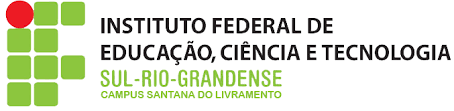 INSTITUTO FEDERAL DE
EDUCAÇÃO, CIÊNCIA E TECNOLOGIA
SUL-RIO-GRANDENSE
CAMPUS SANTANA DO LIVRAMENTO